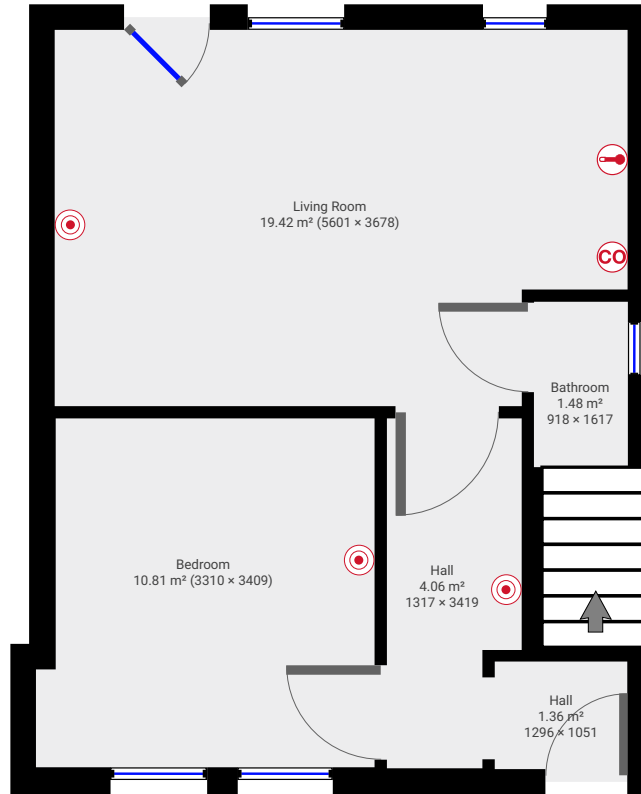 Living Room
19.42 m² (5601 × 3678)
CO
Bathroom
1.48 m²
918 × 1617
Bedroom
10.81 m² (3310 × 3409)
Hall
4.06 m²
1317 × 3419
Hall
1.36 m²
1296 × 1051